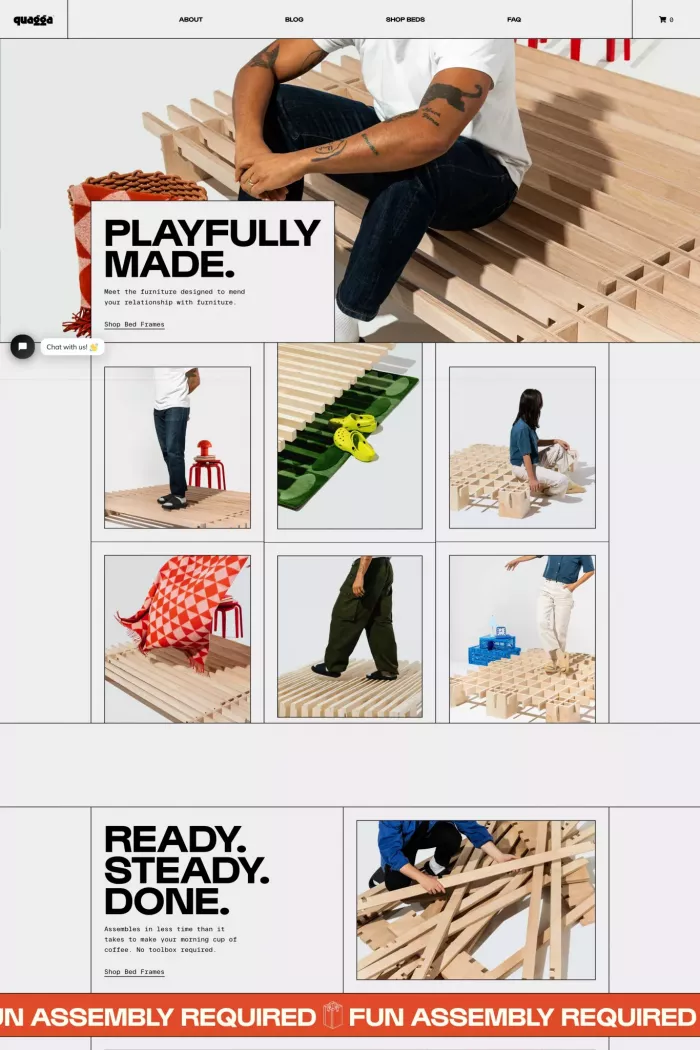 quagga
ABOUT
BLOG
SHOP BEDS
FAQ
0
PLAYFULLY
MADE.
Meet the furniture designed to mend
your relationship with furniture.
Shop Bed Frames
Chat with us! 👋
READY.
STEADY.
DONE.
Assembles in less time than it
takes to make your morning cup of
coffee. No toolbox required.
Shop Bed Frames
UN ASSEMBLY REQUIRED FUN ASSEMBLY REQUIRED